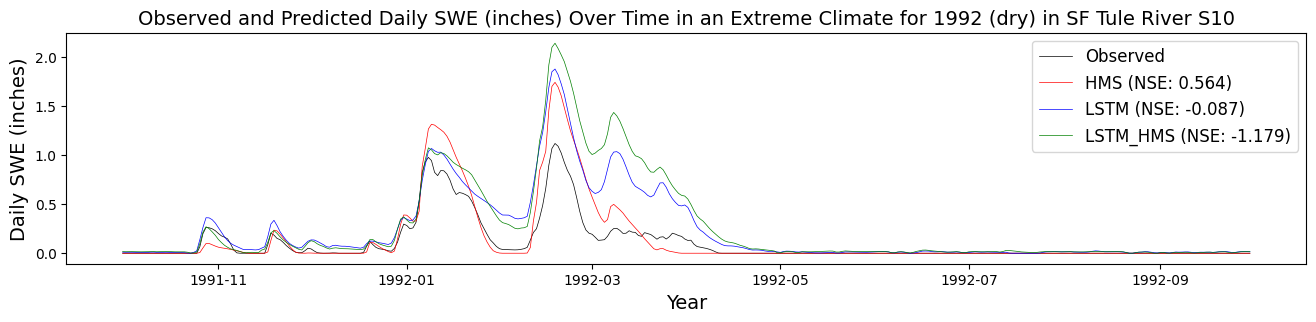 Observed and Predicted Daily SWE (inches) Over Time in an Extreme Climate for 1992 (dry) in SF Tule River S10
Observed
HMS (NSE: 0.564)
LSTM (NSE: -0.087)
LSTM_HMS (NSE: -1.179)
Daily SWE (inches)
2.0
1.5
1.0
0.5
0.0
1991-11
1992-01
1992-03
1992-05
1992-07
1992-09
Year